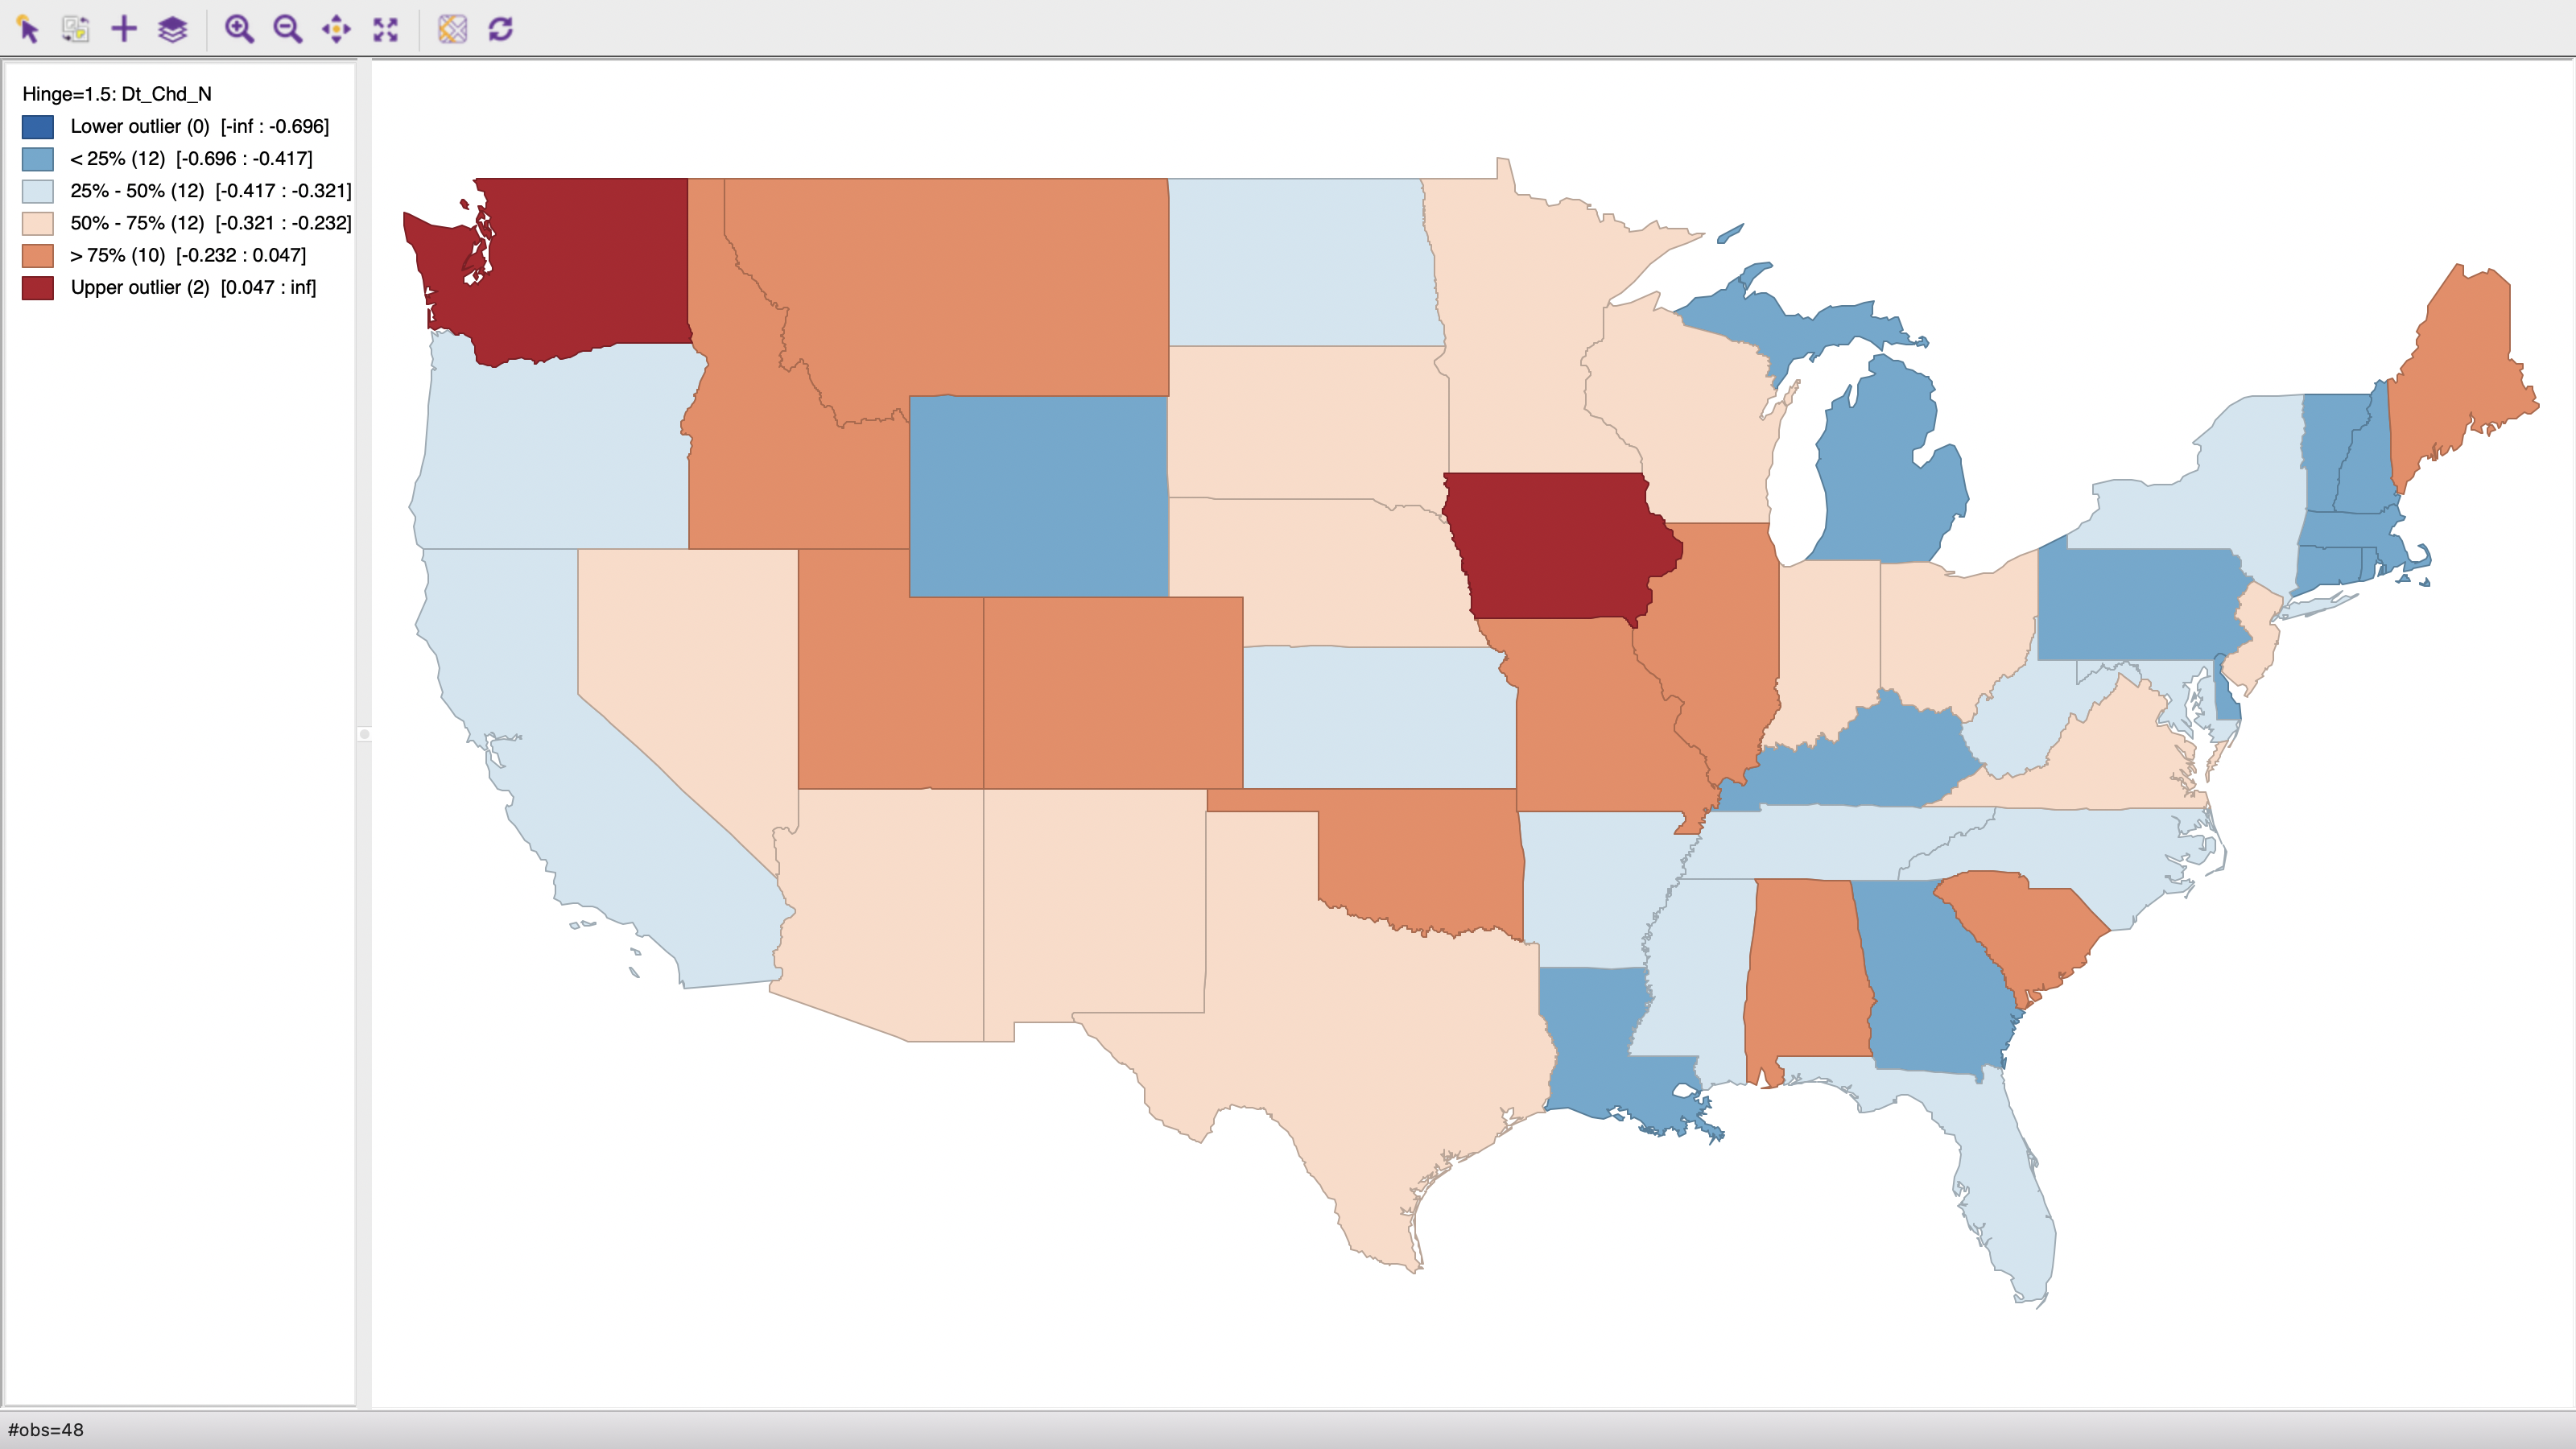 Hinge=1.5: Dt_Chd_N
Lower outlier (0) [-inf : -0.696]
< 25% (12) [-0.696 : -0.417]
25% - 50% (12) [-0.417 : -0.321]
50% - 75% (12) [-0.321 : -0.232]
> 75% (10) [-0.232 : 0.047]
Upper outlier (2) [0.047 : inf]
#obs=48